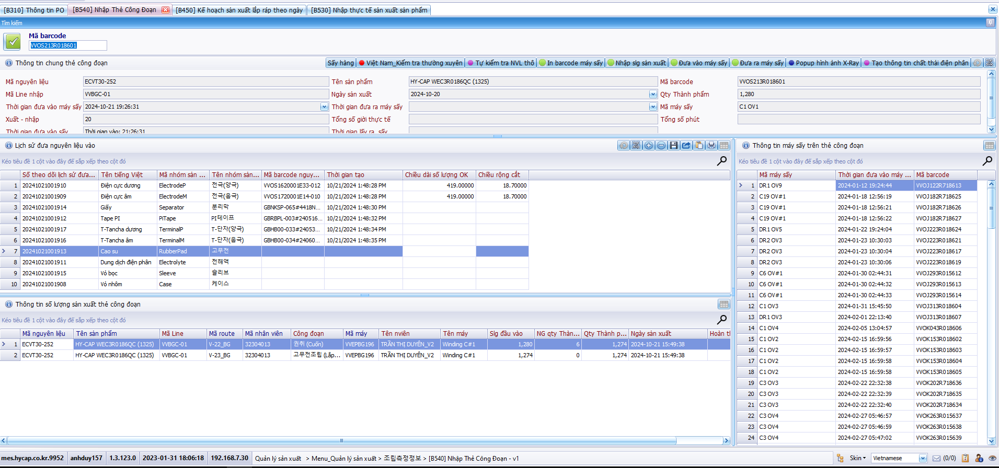 [B310] Thông tin PO [B540] Nhập Thẻ Công Đoạn [B450] Kế hoạch sản xuất lắp ráp theo ngày [B530] Nhập thực tế sản xuất sản phẩm
Tìm kiếm
Mã barcode
VVOS213R018601
Thông tin chung thẻ công đoạn Sấy hàng Việt Nam_Kiểm tra thường xuyên Tự kiểm tra NVL thô In barcode máy sấy Nhập slg sản xuất Đưa vào máy sấy Đưa ra máy sấy Popup hình ảnh X-Ray Tạo thông tin chất thải điện phân
Mã nguyên liệu ECVT30-252 Tên sản phẩm HY-CAP WEC3R0186QC (1325) Mã barcode VVOS213R018601
Mã Line nhập VVBGC-01 Ngày sản xuất 2024-10-20 Qty Thành phẩm 1,280
Thời gian đưa vào máy sấy 2024-10-21 19:26:31 Thời gian đưa ra máy sấy Mã máy sấy C1 OV1
Xuất - nhập 20 Tổng số giời thực tế Tổng số phút
Thời gian đưa vào sấy Thời gian vào: 21:26:31 Thời gian lấy ra sấy
Lịch sử đưa nguyên liệu vào
Kéo tiêu đề 1 cột vào đây để sắp xếp theo cột đó
Số theo dõi lịch sử đưa... Tên tiếng Việt Mã nhóm sản ... Tên nhóm sản... Mã barcode nguy... Thời gian tạo Chiều dài số lượng OK Chiều rộng cắt
1 20241021001910 Điện cực dương ElectrodeP 전극(양극) VVOS1620001E33-012 10/21/2024 1:48:28 PM 419.00000 18.70000
2 20241021001909 Điện cực âm ElectrodeM 전극(음극) VVOS1720001E14-010 10/21/2024 1:48:28 PM 419.00000 18.70000
3 20241021001914 Giấy Separator 분리막 GBNKSP-065#4418N... 10/21/2024 1:48:30 PM
4 20241021001912 Tape PI PiTape PI테이프 GBRBPL-003#240516... 10/21/2024 1:48:32 PM
5 20241021001917 T-Tancha dương TerminalP T-단자(양극) GBHB00-033#24053... 10/21/2024 1:48:34 PM
6 20241021001916 T-Tancha âm TerminalM T-단자(음극) GBHB00-034#24060... 10/21/2024 1:48:35 PM
7 20241021001913 Cao su RubberPad 고무전
8 20241021001911 Dung dịch điện phân Electrolyte 전해액
9 20241021001915 Vỏ bọc Sleeve 슬리브
10 20241021001908 Vỏ nhôm Case 케이스
Thông tin số lượng sản xuất thẻ công đoạn
Kéo tiêu đề 1 cột vào đây để sắp xếp theo cột đó
Mã nguyên liệu Tên sản phẩm Mã Line Mã route Mã nhân viên Công đoạn Mã máy Tên nviên Tên máy Slg đầu vào NG qty Thàn... Qty Thành p... Ngày sản xuất Hoàn th
1 ECVT30-252 HY-CAP WEC3R0186QC (1325) VVBGC-01 V-22_BG 32304013 권취 (Cuốn) VVEPBG196 TRẦN THỊ DUYÊN_V2 Winding C#1 1,280 6 1,274 2024-10-21 15:49:38
2 ECVT30-252 HY-CAP WEC3R0186QC (1325) VVBGC-01 V-23_BG 32304013 고무전조립 (Lắp... VVEPBG196 TRẦN THỊ DUYÊN_V2 Winding C#1 1,274 0 1,274 2024-10-21 15:49:38
Thông tin máy sấy trên thẻ công đoạn
Kéo tiêu đề 1 cột vào đây để sắp xếp theo cột đó
Mã máy sấy Thời gian đưa vào máy ... Mã barcode
1 DR1 OV9 2024-01-12 19:24:44 VVOJ122R718613
2 C19 OV#1 2024-01-18 12:56:19 VVOJ182R718625
3 C19 OV#1 2024-01-18 12:56:21 VVOJ182R718626
4 C19 OV#1 2024-01-18 12:56:22 VVOJ182R718627
5 DR1 OV5 2024-01-22 19:24:04 VVOJ223R018624
6 DR2 OV3 2024-01-23 10:30:03 VVOJ223R018621
7 DR2 OV3 2024-01-23 10:30:04 VVOJ223R018617
8 DR2 OV3 2024-01-23 10:30:06 VVOJ223R018619
9 C6 OV#1 2024-01-30 02:44:31 VVOJ293R015612
10 C6 OV#1 2024-01-30 02:44:32 VVOJ293R015613
11 C6 OV#1 2024-01-30 02:44:33 VVOJ293R015614
12 C1 OV3 2024-01-31 15:45:50 VVOJ313R018604
13 DR1 OV3 2024-02-01 22:13:40 VVOJ313R018607
14 C1 OV4 2024-02-05 13:04:57 VVOK043R018606
15 C1 OV2 2024-02-15 16:59:56 VVOK153R018602
16 C1 OV2 2024-02-15 16:59:57 VVOK153R018603
17 C1 OV2 2024-02-15 16:59:58 VVOK153R018604
18 C1 OV2 2024-02-15 16:59:58 VVOK153R018605
19 C3 OV3 2024-02-22 22:32:38 VVOK202R718636
20 C3 OV3 2024-02-22 22:32:39 VVOK202R718635
21 C3 OV3 2024-02-22 22:32:40 VVOK202R718634
22 C3 OV4 2024-02-27 05:46:57 VVOK263R015637
23 C3 OV4 2024-02-27 05:46:59 VVOK263R015638
24 C3 OV4 2024-02-27 05:47:02 VVOK263R015639
mes.hycap.co.kr.9952 anhduy157 1.3.123.0 2023-01-31 18:06:18 192.168.7.30 Quản lý sản xuất > Menu_Quản lý sản xuất > 조립측정정보 > [B540] Nhập Thẻ Công Đoạn - v1 Skin Vietnamese (0/0)